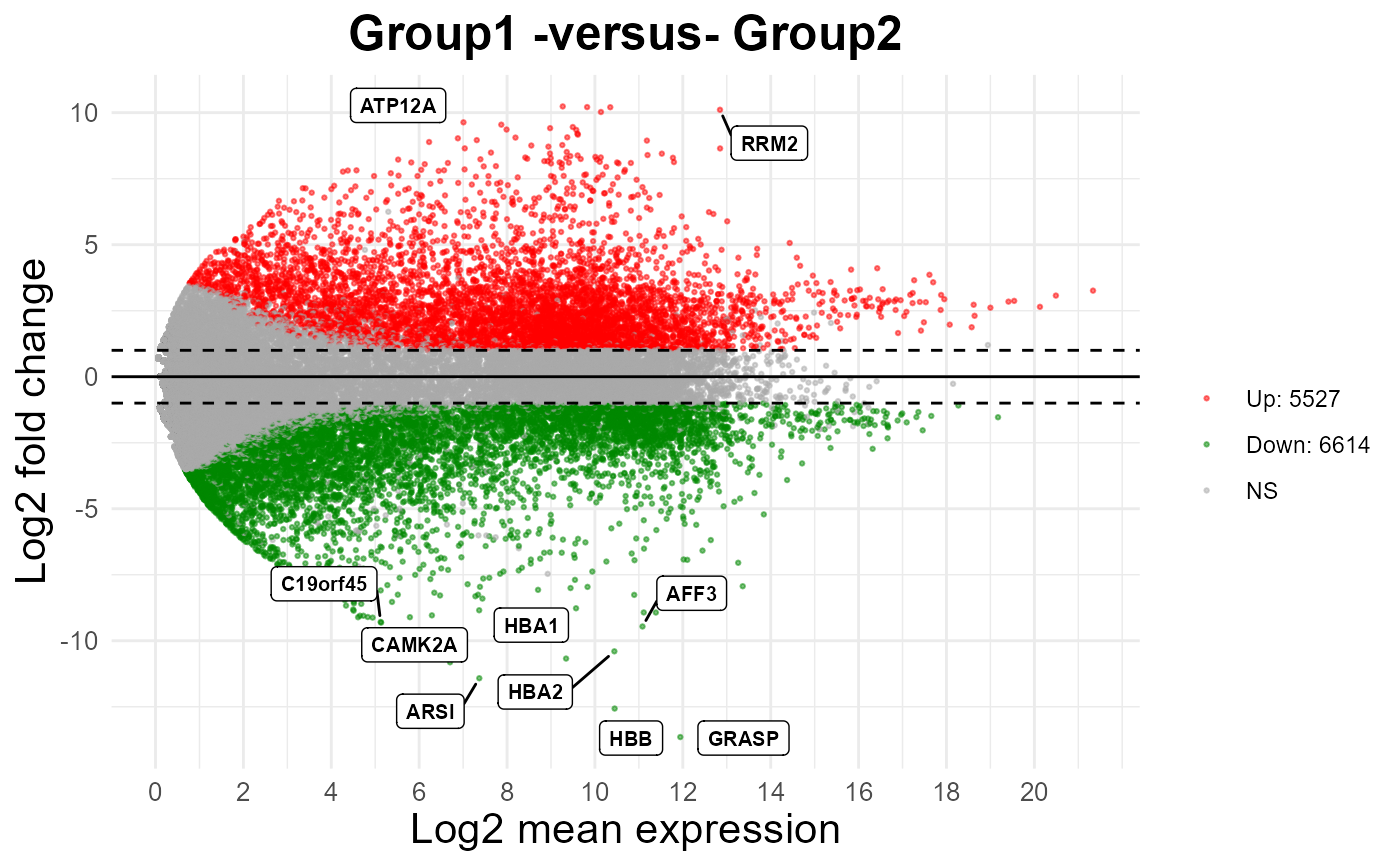 Group1 -versus- Group2
Log2 fold change
10
5
0
-5
-10
ATP12A
RRM2
C19orf45
AFF3
HBA1
CAMK2A
HBA2
ARSI
HBB
GRASP
Up: 5527
Down: 6614
NS
0 2 4 6 8 10 12 14 16 18 20
Log2 mean expression